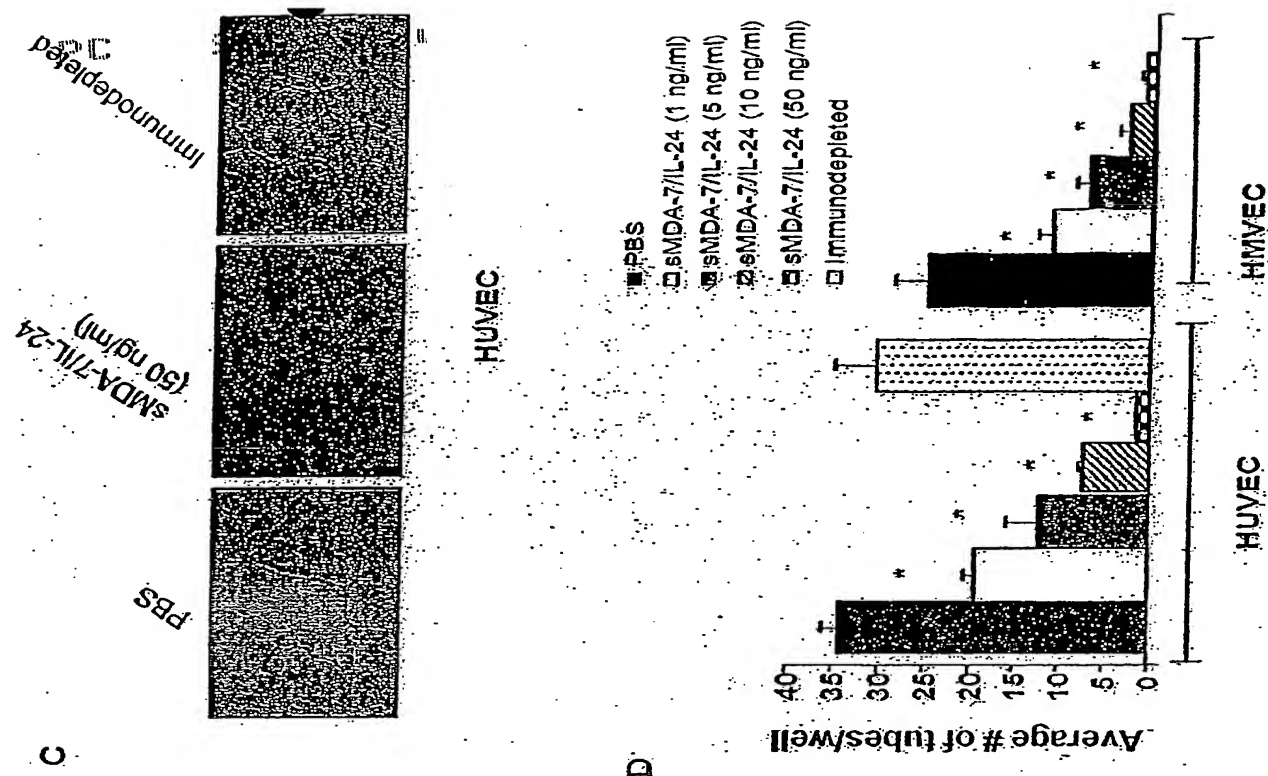 C
PBS
sMDA-7/IL-24
(50 ng/ml)
Immunodepleted
HUVEC
D
Average # of tubes/well
40
35
30
25
20
15
10
5
0
PBS
sMDA-7/IL-24 (1 ng/ml)
sMDA-7/IL-24 (5 ng/ml)
sMDA-7/IL-24 (10 ng/ml)
sMDA-7/IL-24 (50 ng/ml)
Immunodepleted
* * * *
* * * *
HUVEC
HMVEC